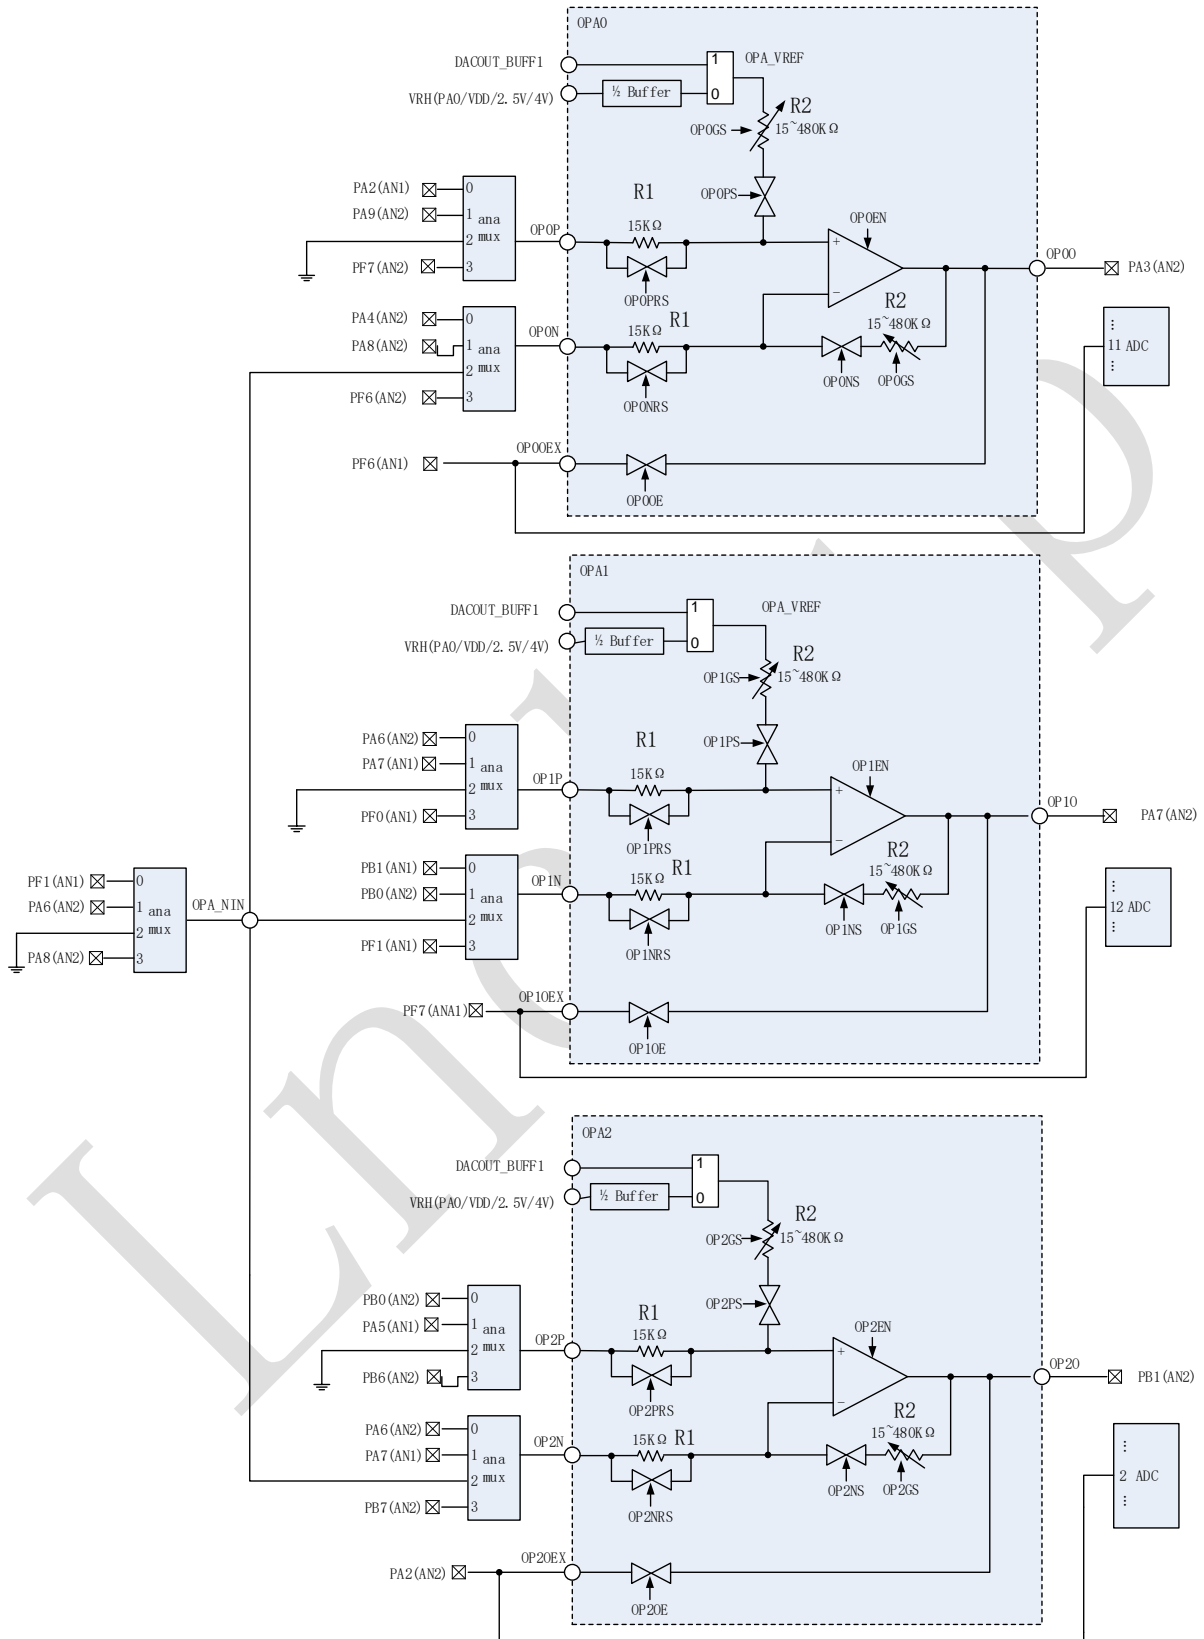 OPA0
DACOUT_BUFF1
1
OPA_VREF
VRH(PA0/VDD/2.5V/4V)
½ Buffer
0
R2
OP0GS
15~480KΩ
PA2(AN1)
0
R1
OP0PS
PA9(AN2)
1 ana
15KΩ
OP0EN
OP0P
2 mux
+
PF7(AN2)
3
OP0O
PA3(AN2)
OP0PRS
−
R2
PA4(AN2)
0
R1
15~480KΩ
OP0N
15KΩ
PA8(AN2)
1 ana
2 mux
OP0NS
OP0GS
PF6(AN2)
3
OP0NRS
...
11 ADC
...
OP0OEX
PF6(AN1)
OP0OE
OPA1
DACOUT_BUFF1
1
OPA_VREF
VRH(PA0/VDD/2.5V/4V)
½ Buffer
0
R2
OP1GS
15~480KΩ
PA6(AN2)
0
R1
OP1PS
PA7(AN1)
1 ana
15KΩ
OP1EN
OP1P
2 mux
+
PF0(AN1)
3
OP1O
PA7(AN2)
OP1PRS
−
R2
PB1(AN1)
0
R1
15~480KΩ
OP1N
15KΩ
PB0(AN2)
1 ana
2 mux
OP1NS
OP1GS
PF1(AN1)
3
OP1NRS
...
12 ADC
...
PF1(AN1)
0
PA6(AN2)
1 ana
OPA_NIN
2 mux
PA8(AN2)
3
OP1OEX
PF7(ANA1)
OP1OE
OPA2
DACOUT_BUFF1
1
VRH(PA0/VDD/2.5V/4V)
½ Buffer
0
R2
OP2GS
15~480KΩ
PB0(AN2)
0
R1
OP2PS
PA5(AN1)
1 ana
15KΩ
OP2EN
OP2P
2 mux
+
PB6(AN2)
3
OP2O
PB1(AN2)
OP2PRS
−
R2
PA6(AN2)
0
R1
15~480KΩ
OP2N
15KΩ
PA7(AN1)
1 ana
2 mux
OP2NS
OP2GS
PB7(AN2)
3
OP2NRS
...
2 ADC
...
OP2OEX
PA2(AN2)
OP2OE